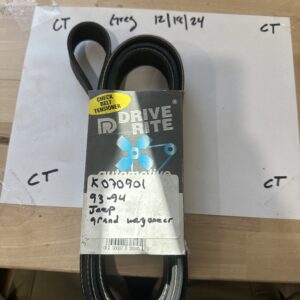 CT Greg 12/19/24 CT
CHECK
BELT
TENSIONER
DRIVE
RITE
®
automotive
K070901
93-94
Jeep
grand wagoneer
CT CT